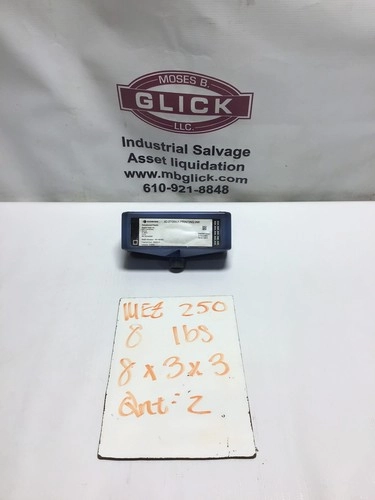 MOSES B.
GLICK
LLC.
Industrial Salvage
Asset liquidation
www.mbglick.com
610-921-8848
MEZ 250
8 lbs
8 x 3 x 3
Qnt- 2